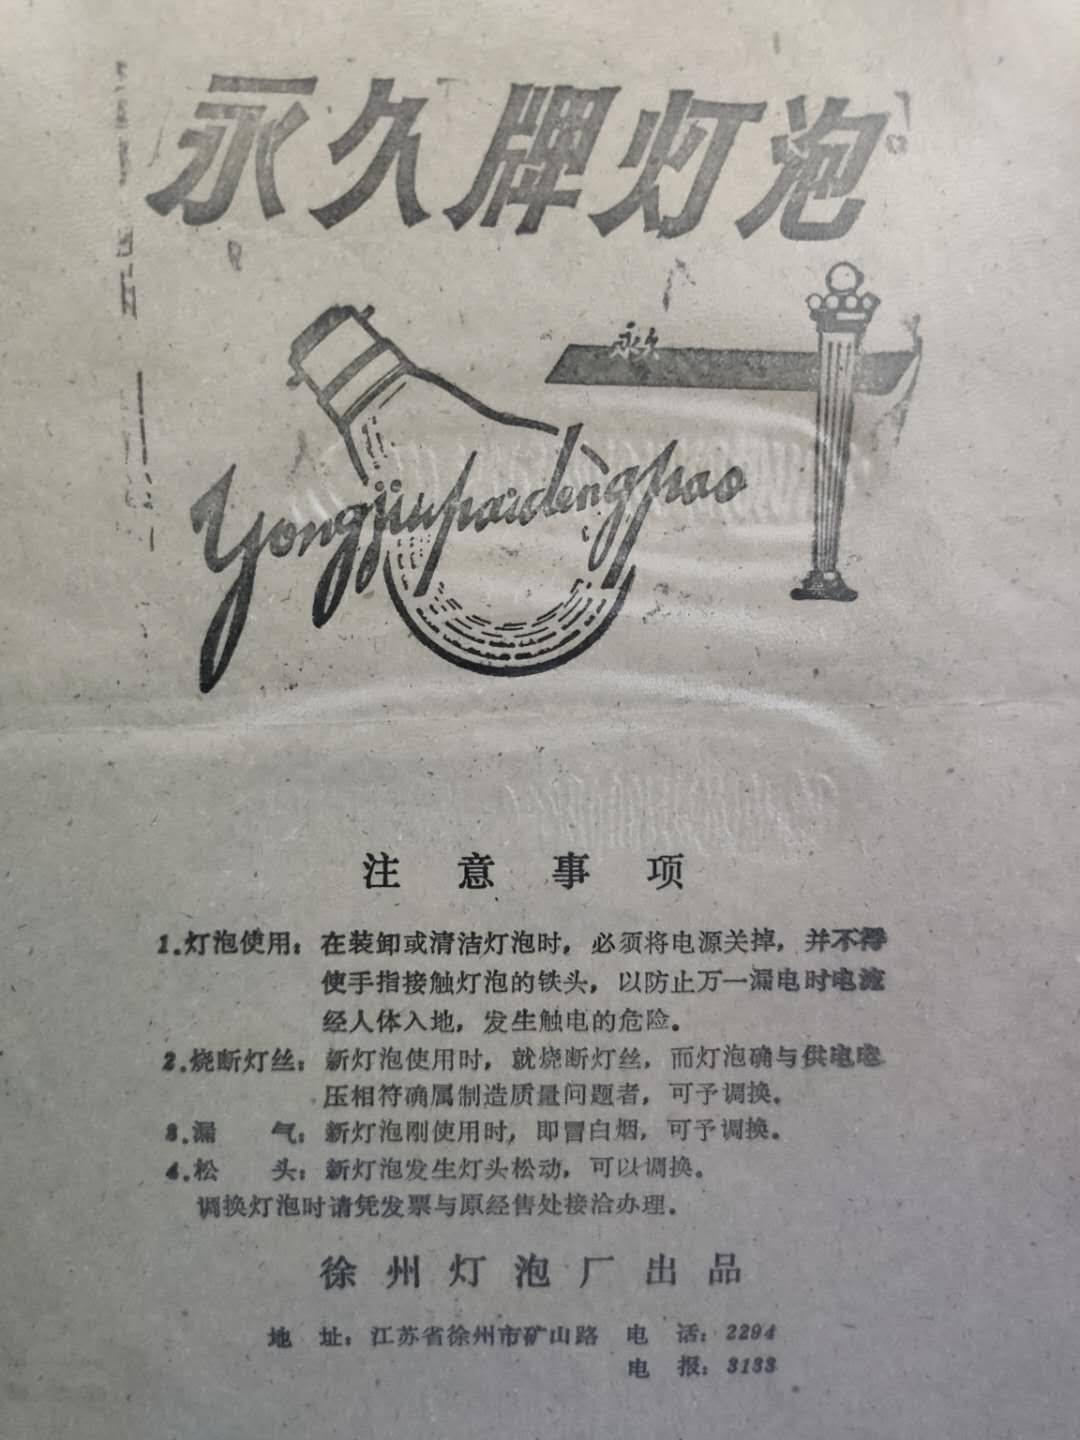 永久牌灯泡
永久
Yongjiupaidengpao
注意事项
1.灯泡使用：在装卸或清洁灯泡时，必须将电源关掉，并不得
使手指接触灯泡的铁头，以防止万一漏电时电流
经人体入地，发生触电的危险。
2.烧断灯丝：新灯泡使用时，就烧断灯丝，而灯泡确与供电电
压相符确属制造质量问题者，可予调换。
3.漏　　气：新灯泡刚使用时，即冒白烟，可予调换。
4.松　　头：新灯泡发生灯头松动，可以调换。
调换灯泡时请凭发票与原经售处接洽办理。
徐州灯泡厂出品
地　址：江苏省徐州市矿山路　电　话：2294
电　报：3133